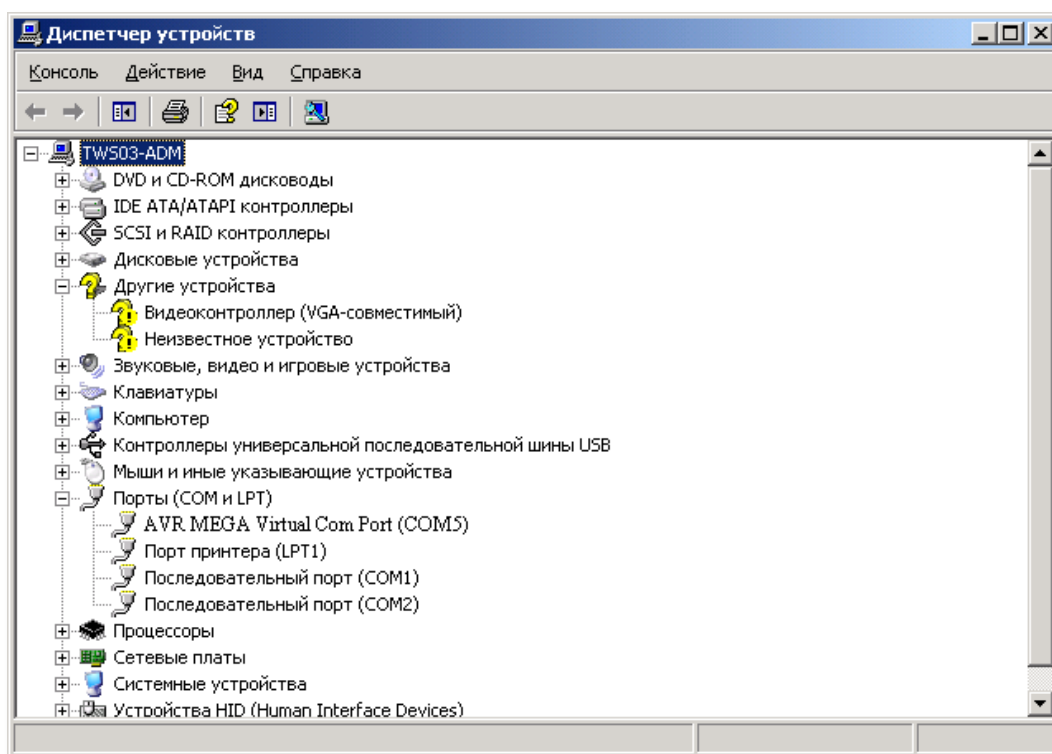 Диспетчер устройств
Консоль Действие Вид Справка
TWS03-ADM
DVD и CD-ROM дисководы
IDE ATA/ATAPI контроллеры
SCSI и RAID контроллеры
Дисковые устройства
Другие устройства
Видеоконтроллер (VGA-совместимый)
Неизвестное устройство
Звуковые, видео и игровые устройства
Клавиатуры
Компьютер
Контроллеры универсальной последовательной шины USB
Мыши и иные указывающие устройства
Порты (COM и LPT)
AVR MEGA Virtual Com Port (COM5)
Порт принтера (LPT1)
Последовательный порт (COM1)
Последовательный порт (COM2)
Процессоры
Сетевые платы
Системные устройства
Устройства HID (Human Interface Devices)